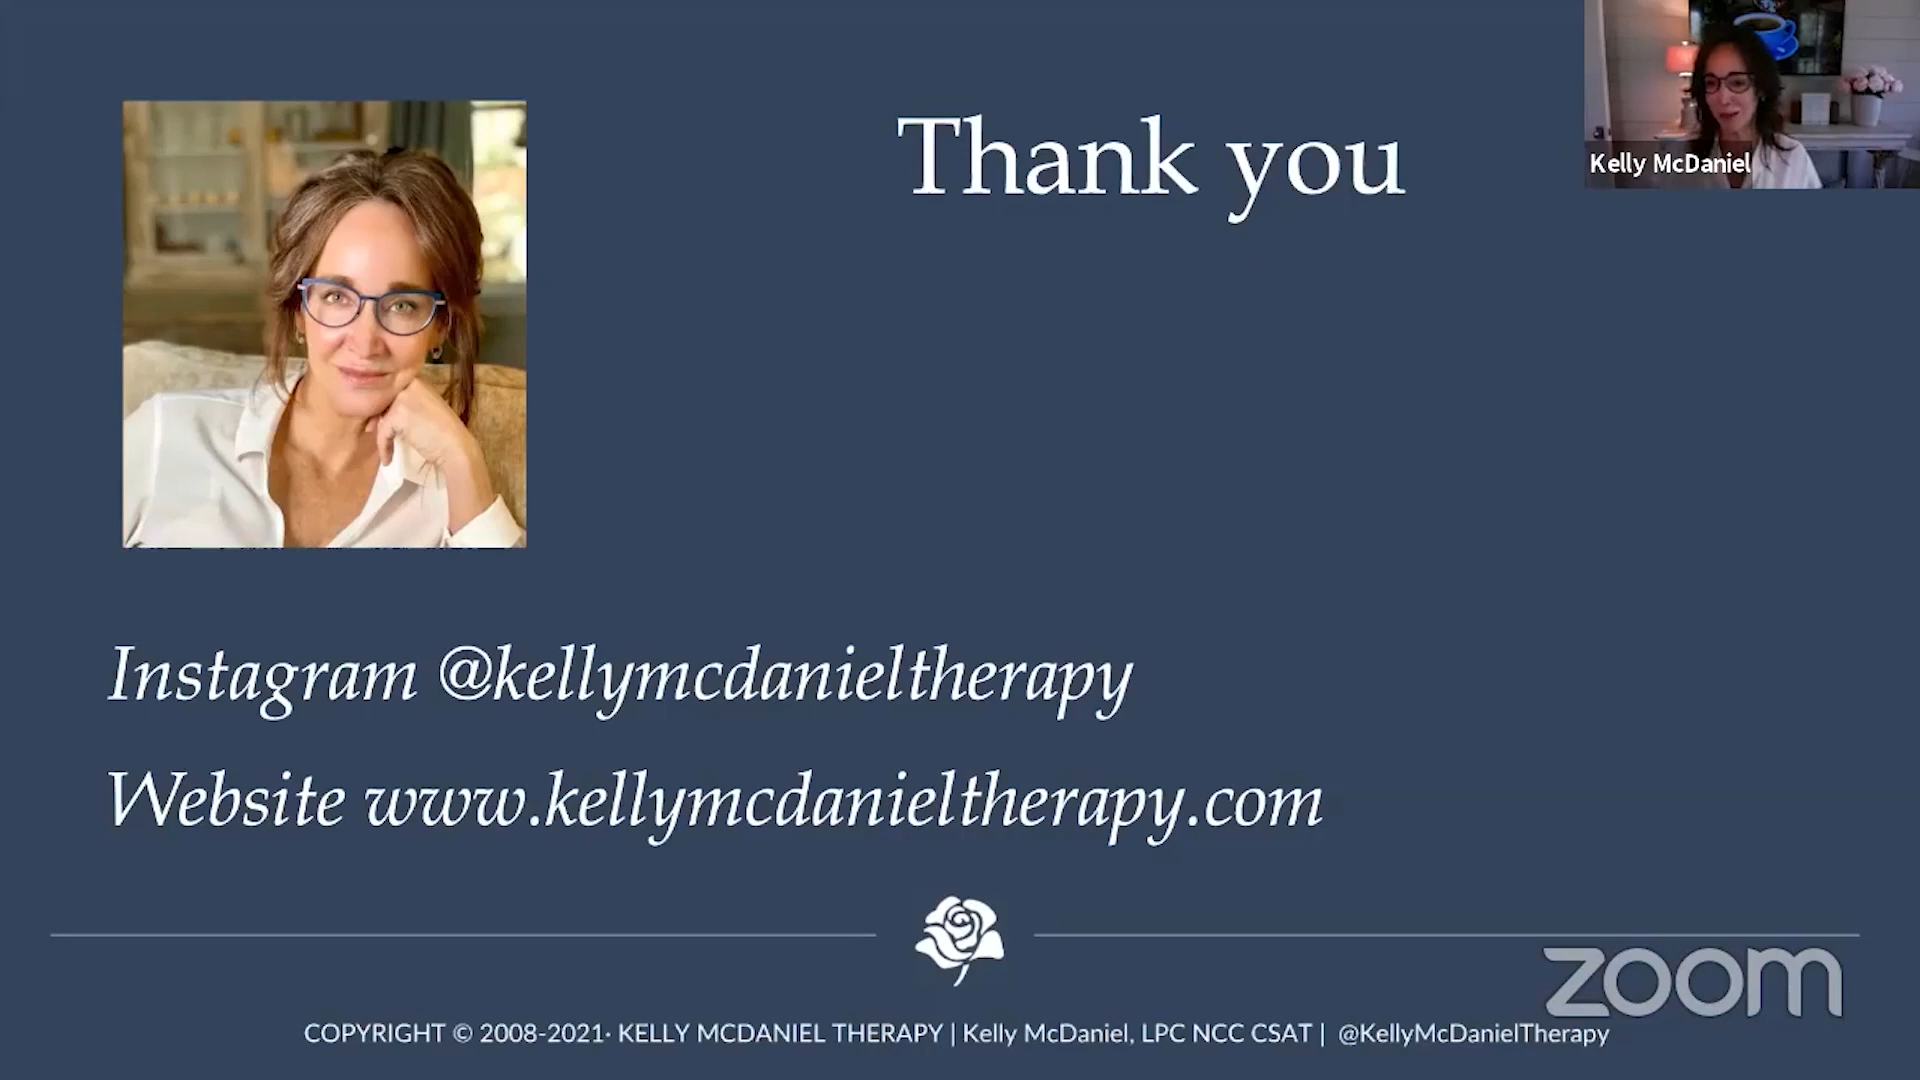 Thank you
Kelly McDaniel
Instagram @kellymcdanieltherapy
Website www.kellymcdanieltherapy.com
zoom
COPYRIGHT © 2008-2021· KELLY MCDANIEL THERAPY | Kelly McDaniel, LPC NCC CSAT | @KellyMcDanielTherapy